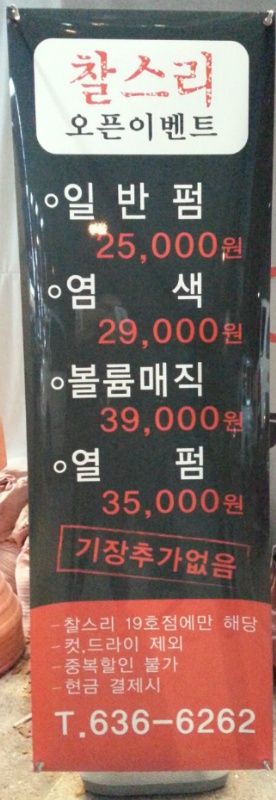 찰스리
오픈이벤트
○일 반 펌
25,000원
○염 색
29,000원
○볼륨매직
39,000원
○열 펌
35,000원
기장추가없음
-찰스리 19호점에만 해당
-컷,드라이 제외
-중복할인 불가
-현금 결제시
T.636-6262